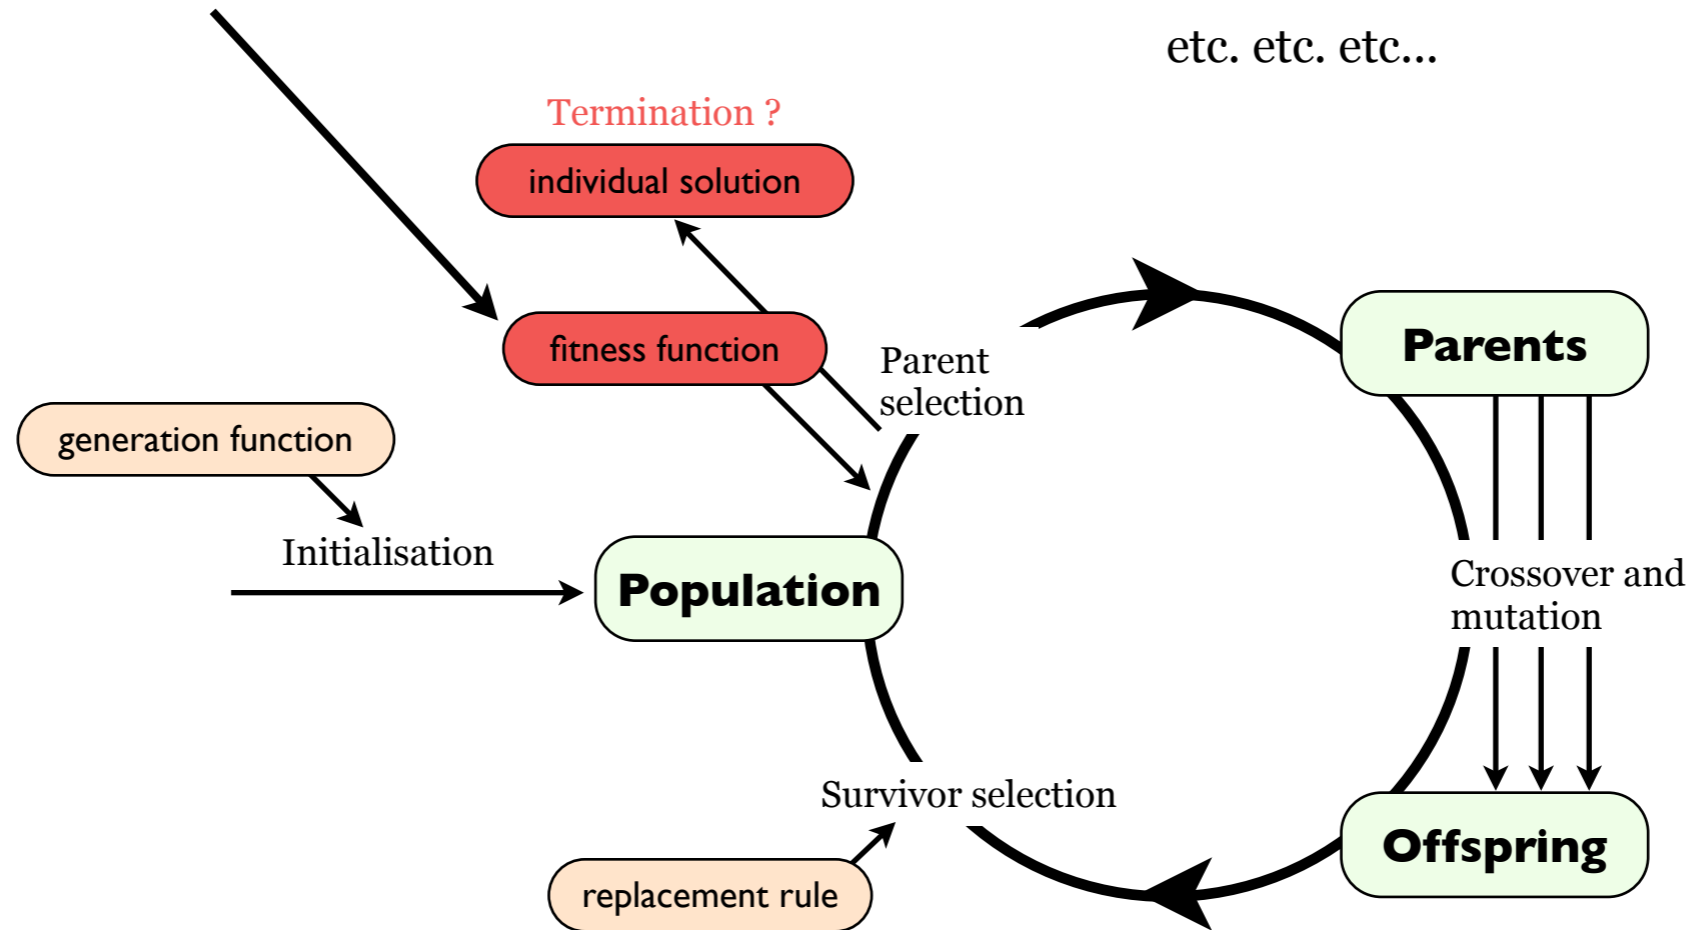 etc. etc. etc...
Termination ?
individual solution
fitness function
Parent
selection
Parents
generation function
Initialisation
Population
Crossover and
mutation
Survivor selection
Offspring
replacement rule